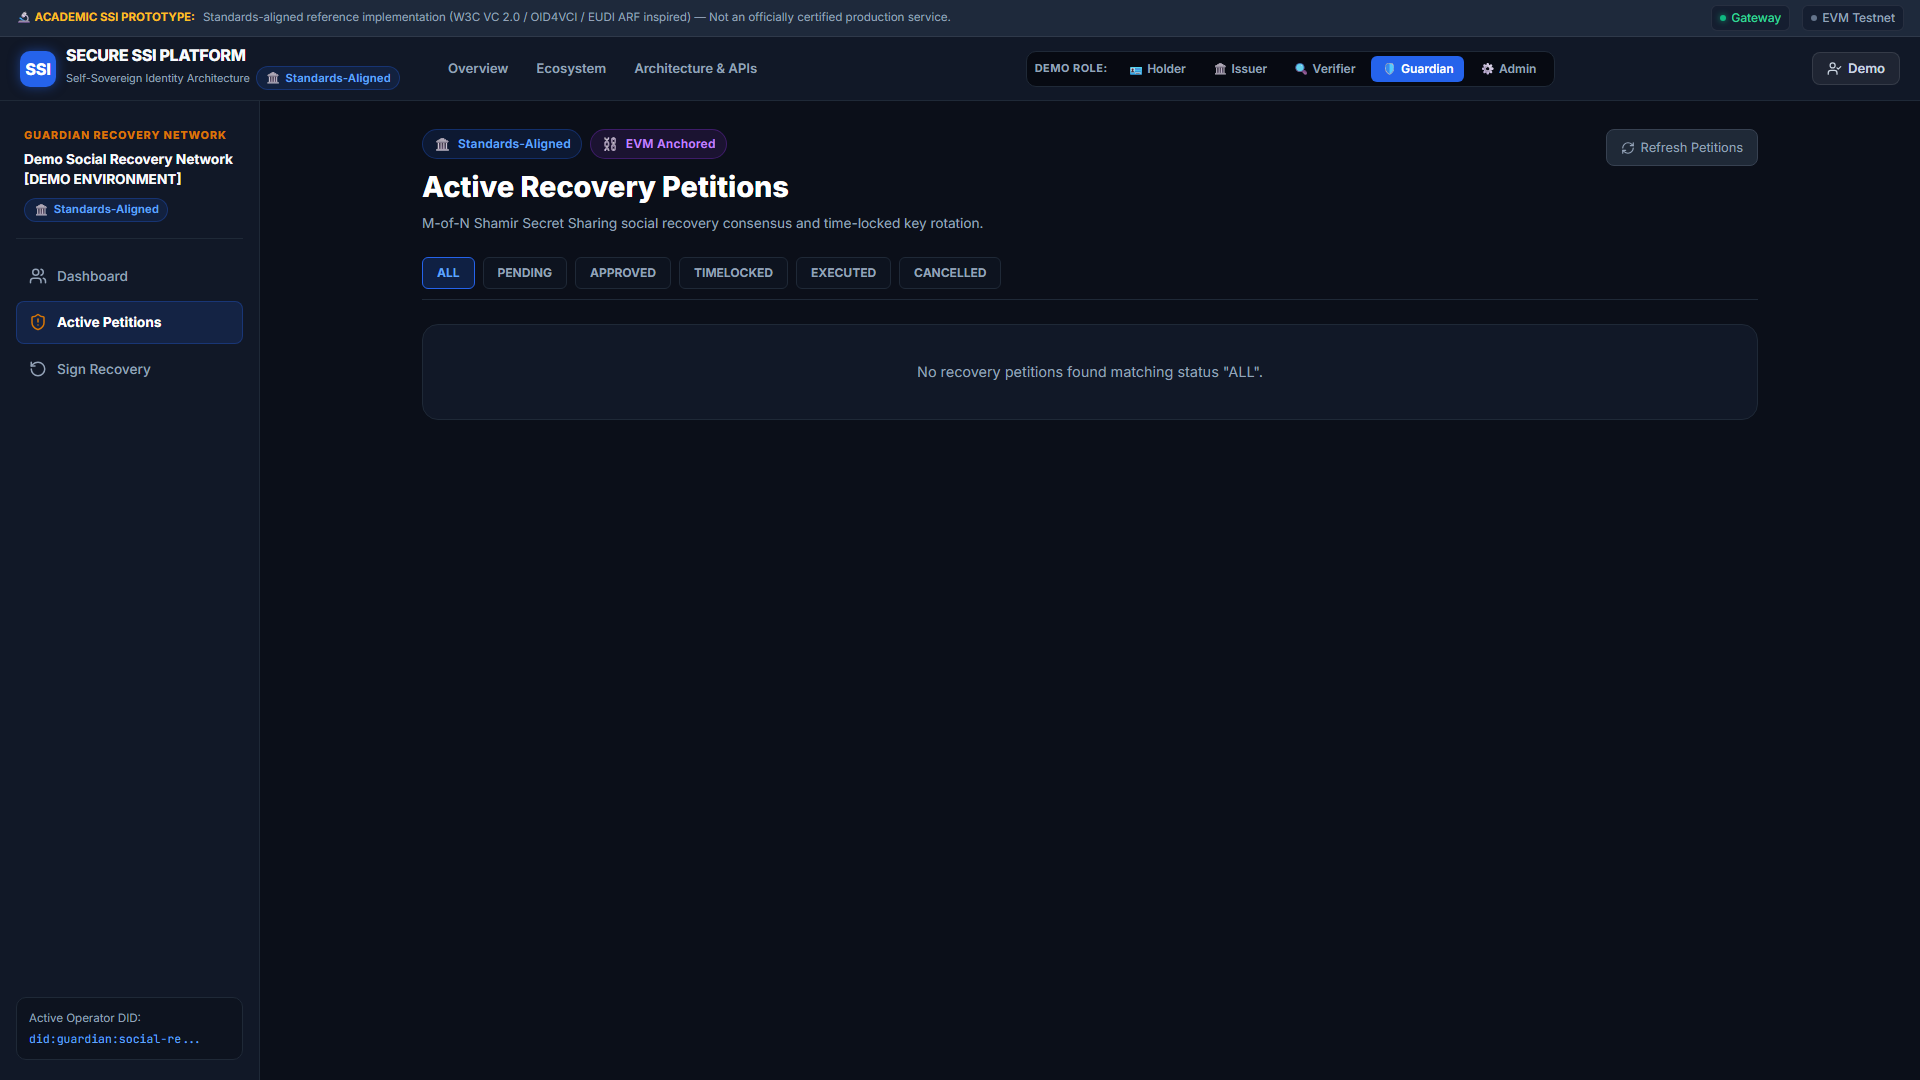 ACADEMIC SSI PROTOTYPE: Standards-aligned reference implementation (W3C VC 2.0 / OID4VCI / EUDI ARF inspired) — Not an officially certified production service.
Gateway
EVM Testnet
SSI
SECURE SSI PLATFORM
Self-Sovereign Identity Architecture
Standards-Aligned
Overview
Ecosystem
Architecture & APIs
DEMO ROLE:
Holder
Issuer
Verifier
Guardian
Admin
Demo
GUARDIAN RECOVERY NETWORK
Demo Social Recovery Network
[DEMO ENVIRONMENT]
Standards-Aligned
Dashboard
Active Petitions
Sign Recovery
Active Operator DID:
did:guardian:social-re...
Standards-Aligned
EVM Anchored
Refresh Petitions
Active Recovery Petitions
M-of-N Shamir Secret Sharing social recovery consensus and time-locked key rotation.
ALL
PENDING
APPROVED
TIMELOCKED
EXECUTED
CANCELLED
No recovery petitions found matching status "ALL".